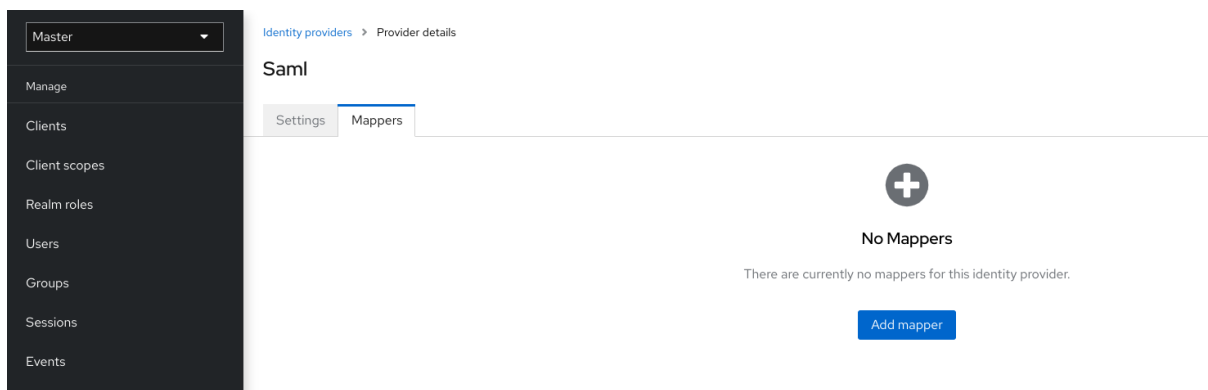 Master
Manage
Clients
Client scopes
Realm roles
Users
Groups
Sessions
Events
Identity providers > Provider details
Saml
Settings
Mappers
No Mappers
There are currently no mappers for this identity provider.
Add mapper